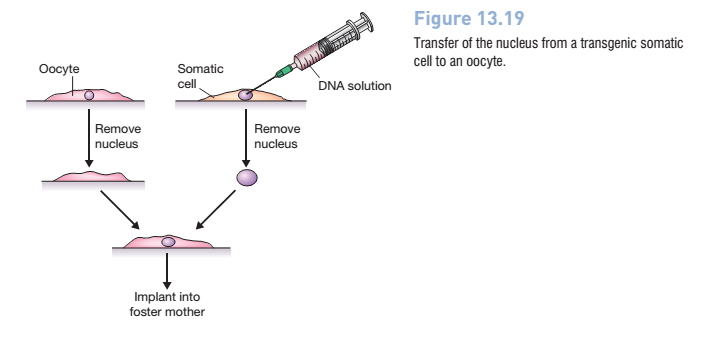 Figure 13.19
Transfer of the nucleus from a transgenic somatic
cell to an oocyte.
Oocyte
Somatic
cell
DNA solution
Remove
nucleus
Remove
nucleus
Implant into
foster mother